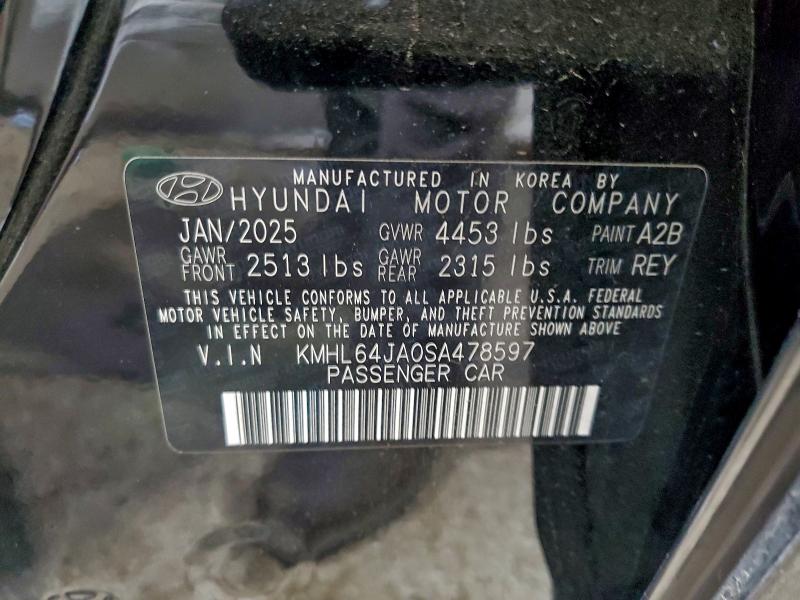 MANUFACTURED IN KOREA BY
HYUNDAI MOTOR COMPANY
JAN/2025 GVWR 4453 lbs PAINT A2B
GAWR FRONT 2513 lbs GAWR REAR 2315 lbs TRIM REY
THIS VEHICLE CONFORMS TO ALL APPLICABLE U.S.A. FEDERAL
MOTOR VEHICLE SAFETY, BUMPER, AND THEFT PREVENTION STANDARDS
IN EFFECT ON THE DATE OF MANUFACTURE SHOWN ABOVE
V.I.N KMHL64JA0SA478597
PASSENGER CAR